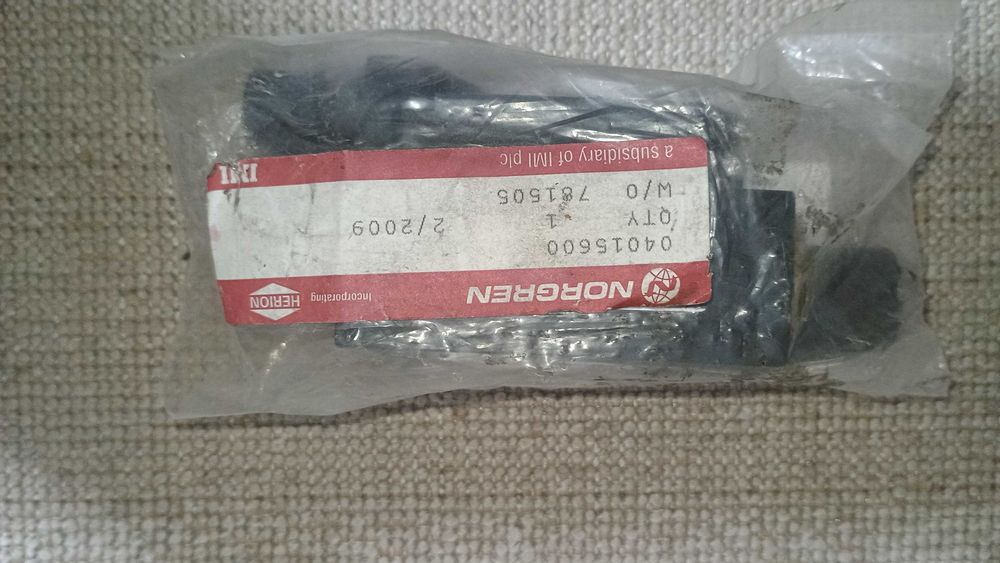 NORGREN
Incorporating HERION
04015600
QTY 1 2/2009
W/O 781505
a subsidiary of IMI plc IMI